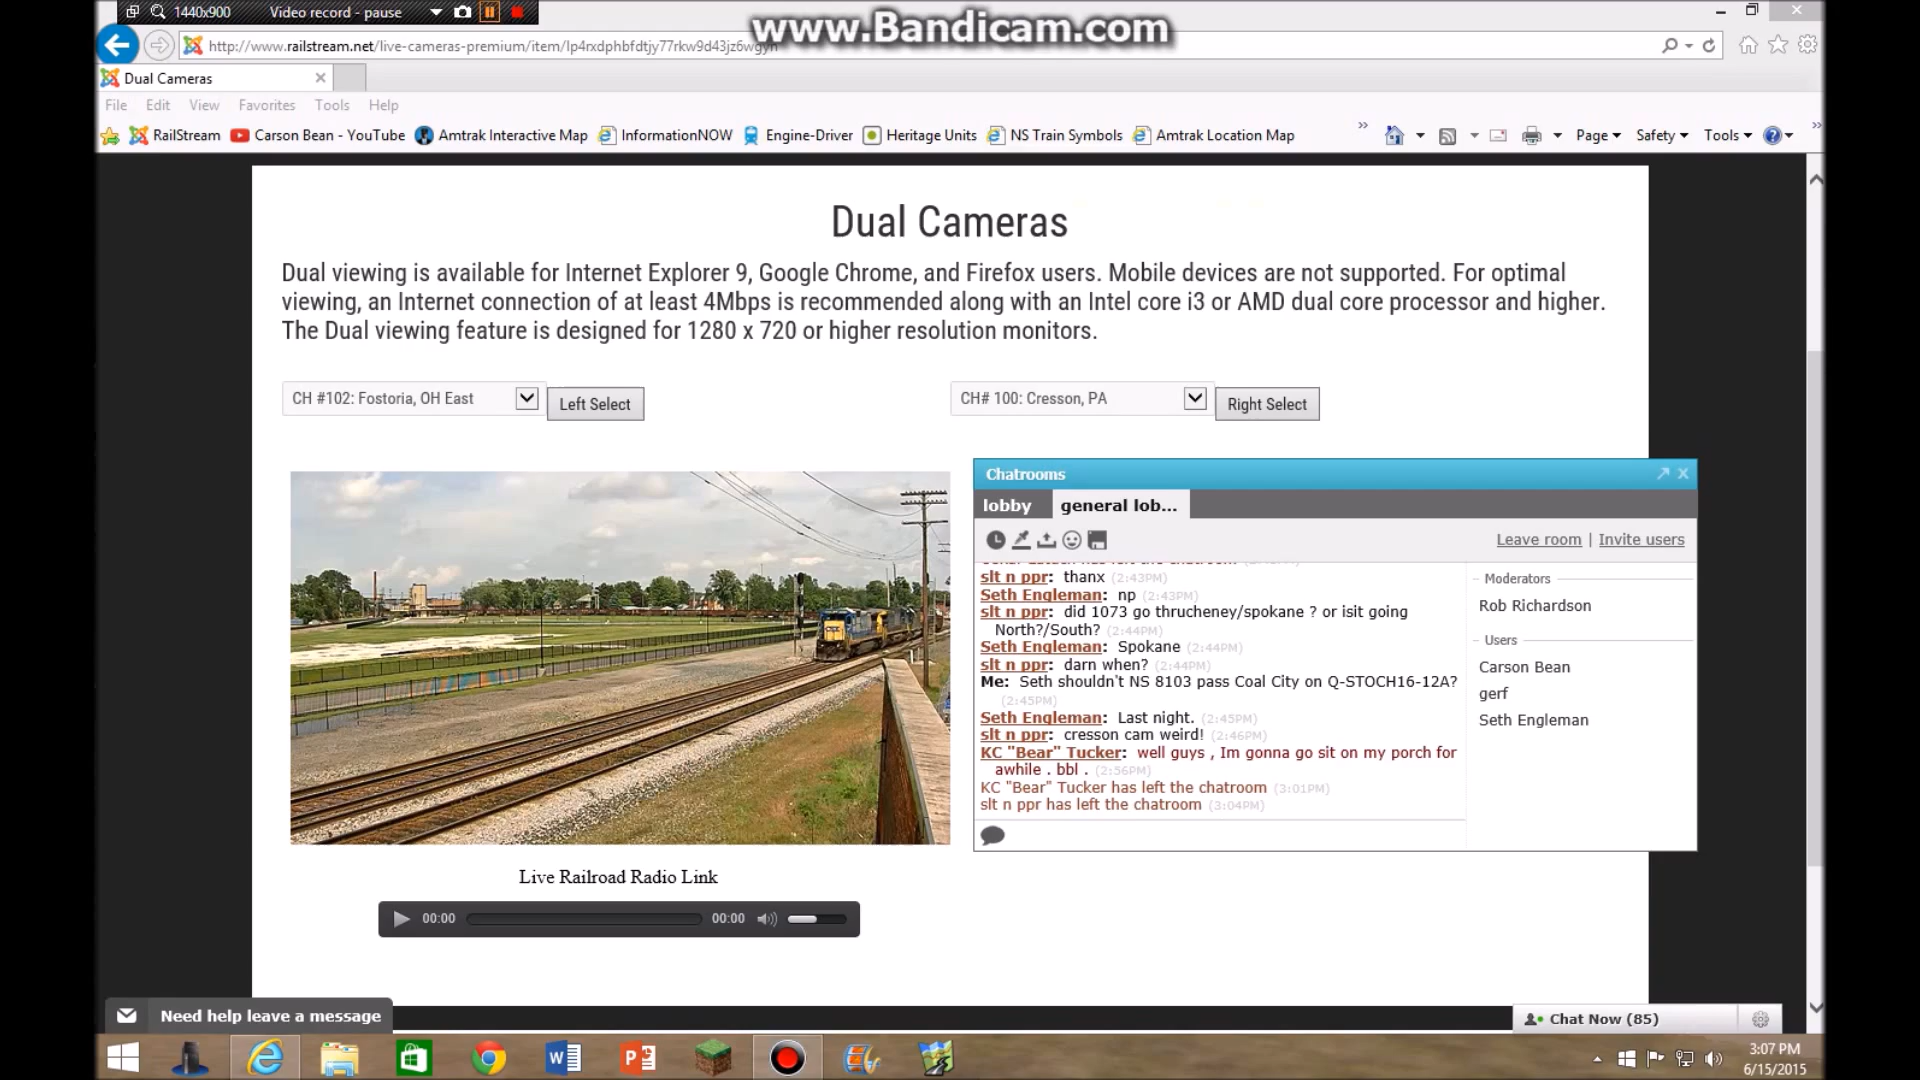 1440x900
Video record - pause
www.Bandicam.com
http://www.railstream.net/live-cameras-premium/item/lp4rxdphbfdtjy77rkw9d43jz6wgyn
Dual Cameras
File Edit View Favorites Tools Help
RailStream Carson Bean - YouTube Amtrak Interactive Map InformationNOW Engine-Driver Heritage Units NS Train Symbols Amtrak Location Map » Page Safety Tools »
Dual Cameras
Dual viewing is available for Internet Explorer 9, Google Chrome, and Firefox users. Mobile devices are not supported. For optimal
viewing, an Internet connection of at least 4Mbps is recommended along with an Intel core i3 or AMD dual core processor and higher.
The Dual viewing feature is designed for 1280 x 720 or higher resolution monitors.
CH #102: Fostoria, OH East Left Select
CH# 100: Cresson, PA Right Select
Chatrooms
lobby general lob...
Leave room | Invite users
slt n ppr: thanx (2:43PM)
Seth Engleman: np (2:43PM)
slt n ppr: did 1073 go thrucheney/spokane ? or isit going
North?/South? (2:44PM)
Seth Engleman: Spokane (2:44PM)
slt n ppr: darn when? (2:44PM)
Me: Seth shouldn't NS 8103 pass Coal City on Q-STOCH16-12A?
(2:45PM)
Seth Engleman: Last night. (2:45PM)
slt n ppr: cresson cam weird! (2:46PM)
KC "Bear" Tucker: well guys , Im gonna go sit on my porch for
awhile . bbl . (2:56PM)
KC "Bear" Tucker has left the chatroom (3:01PM)
slt n ppr has left the chatroom (3:04PM)
Moderators
Rob Richardson
Users
Carson Bean
gerf
Seth Engleman
Live Railroad Radio Link
00:00 00:00
Need help leave a message
Chat Now (85)
3:07 PM
6/15/2015